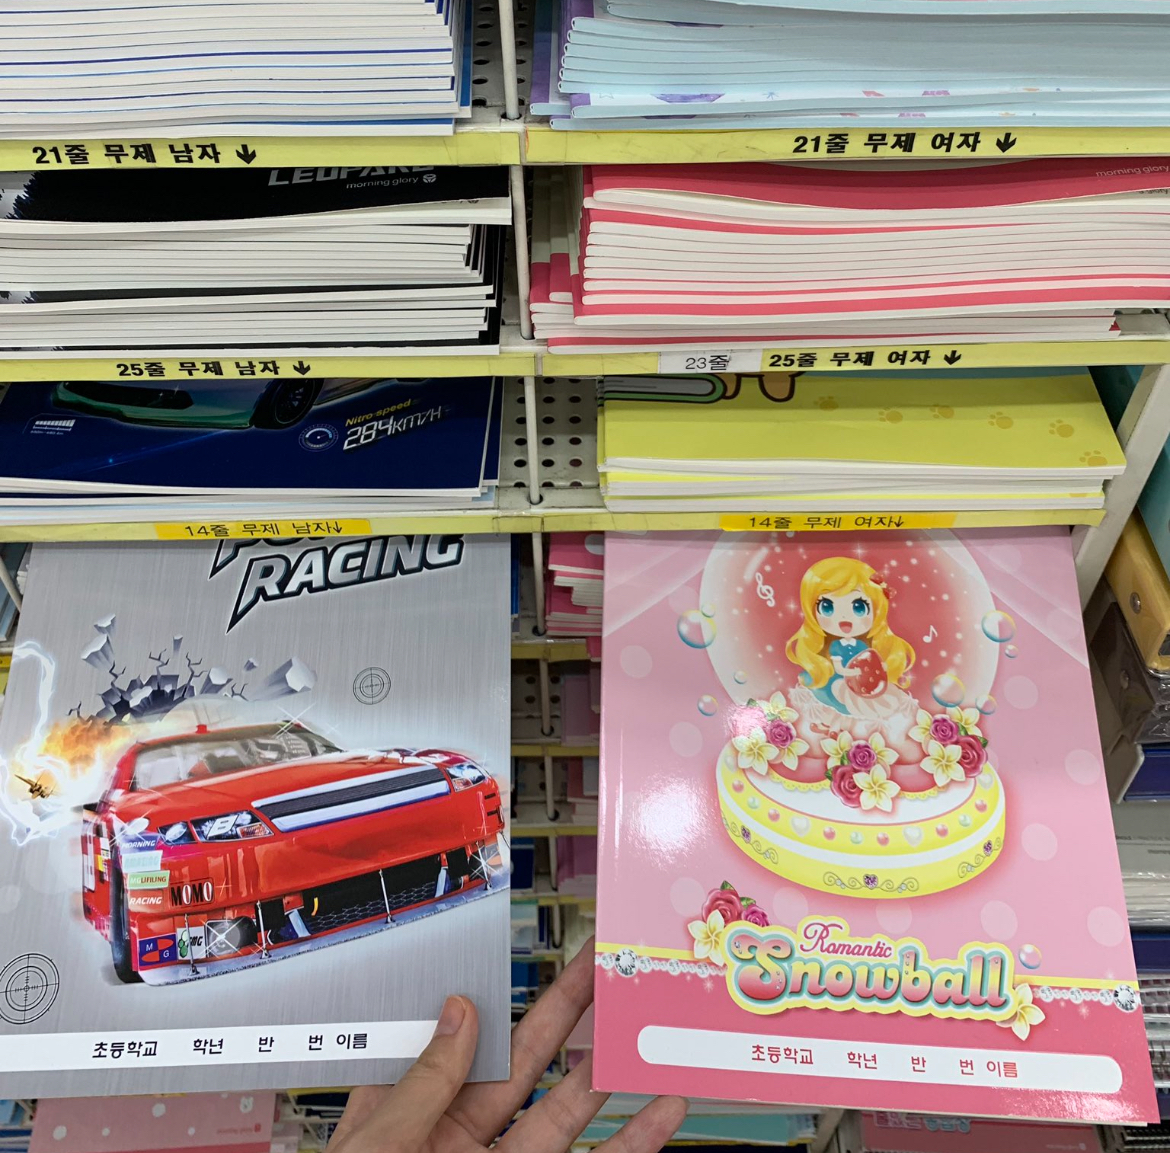 21줄 무제 남자 ↓
21줄 무제 여자 ↓
LEOPARD
morning glory
morning glory
25줄 무제 남자 ↓
23줄 25줄 무제 여자 ↓
Nitro-speed
284KM/H
14줄 무제 남자↓
14줄 무제 여자↓
RACING
MORNING
RACING
MOMO
Romantic
Snowball
초등학교 학년 반 번 이름
초등학교 학년 반 번 이름